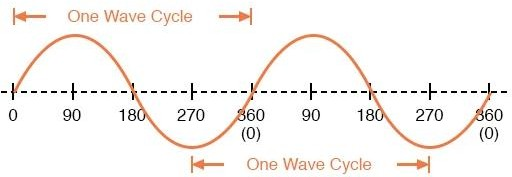 One Wave Cycle
0 90 180 270 360 90 180 270 360
(0) (0)
One Wave Cycle